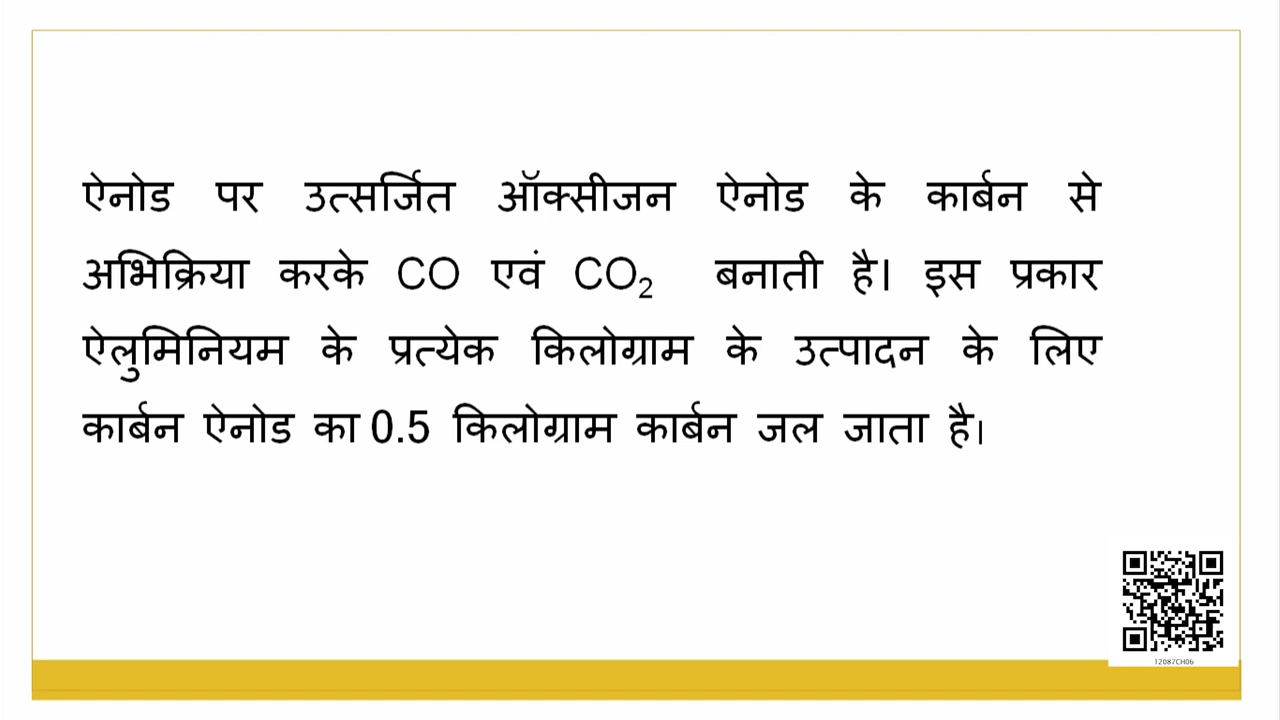 ऐनोड पर उत्सर्जित ऑक्सीजन ऐनोड के कार्बन से
अभिक्रिया करके CO एवं CO₂ बनाती है। इस प्रकार
ऐलुमिनियम के प्रत्येक किलोग्राम के उत्पादन के लिए
कार्बन ऐनोड का 0.5 किलोग्राम कार्बन जल जाता है।
12087CH06